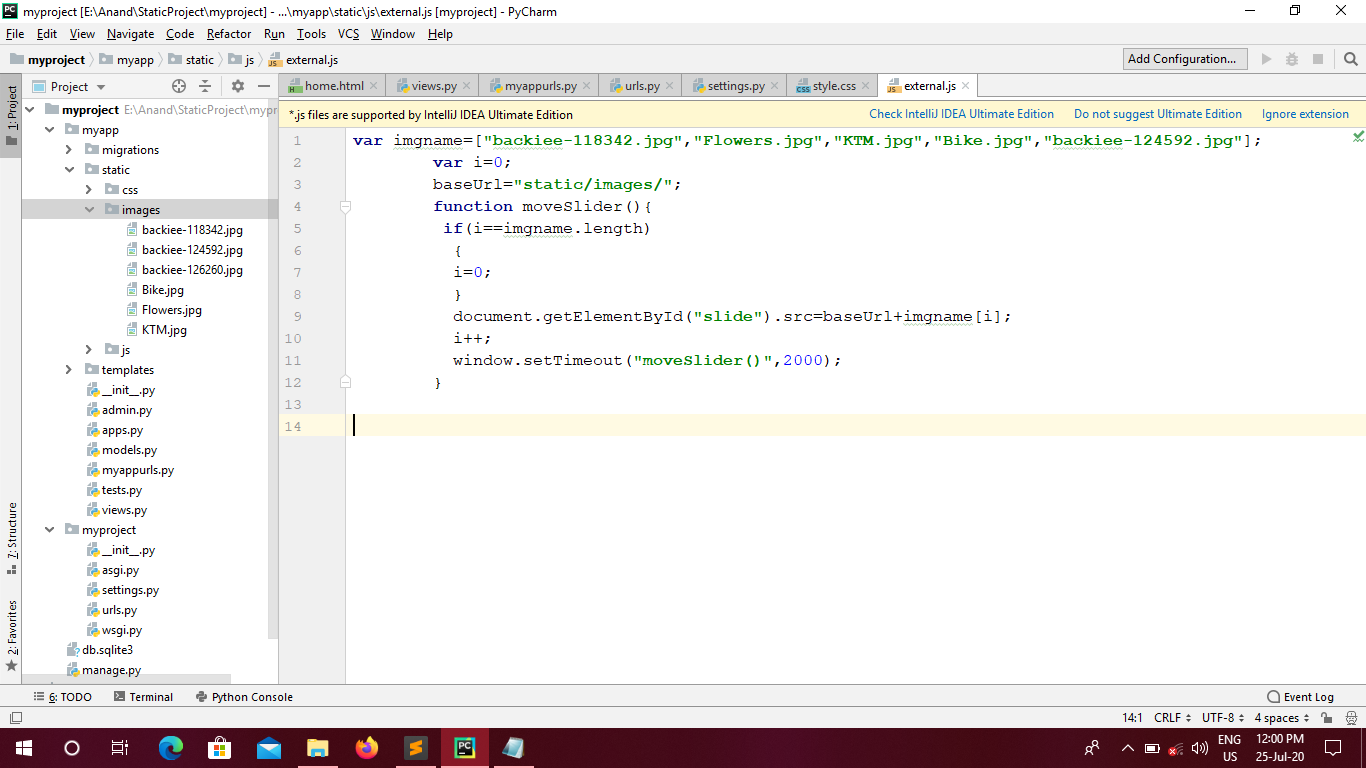 myproject [E:\Anand\StaticProject\myproject] - ...\myapp\static\js\external.js [myproject] - PyCharm
File Edit View Navigate Code Refactor Run Tools VCS Window Help
myproject myapp static js external.js
Add Configuration...
1: Project
Project
home.html views.py myappurls.py urls.py settings.py style.css external.js
*.js files are supported by IntelliJ IDEA Ultimate Edition
Check IntelliJ IDEA Ultimate Edition Do not suggest Ultimate Edition Ignore extension
myproject E:\Anand\StaticProject\mypr
myapp
migrations
static
css
images
backiee-118342.jpg
backiee-124592.jpg
backiee-126260.jpg
Bike.jpg
Flowers.jpg
KTM.jpg
js
templates
__init__.py
admin.py
apps.py
models.py
myappurls.py
tests.py
views.py
myproject
__init__.py
asgi.py
settings.py
urls.py
wsgi.py
db.sqlite3
manage.py
1 var imgname=["backiee-118342.jpg","Flowers.jpg","KTM.jpg","Bike.jpg","backiee-124592.jpg"];
2 var i=0;
3 baseUrl="static/images/";
4 function moveSlider(){
5 if(i==imgname.length)
6 {
7 i=0;
8 }
9 document.getElementById("slide").src=baseUrl+imgname[i];
10 i++;
11 window.setTimeout("moveSlider()",2000);
12 }
13
14
7: Structure
2: Favorites
6: TODO Terminal Python Console
Event Log
14:1 CRLF UTF-8 4 spaces
PC
ENG
US
12:00 PM
25-Jul-20